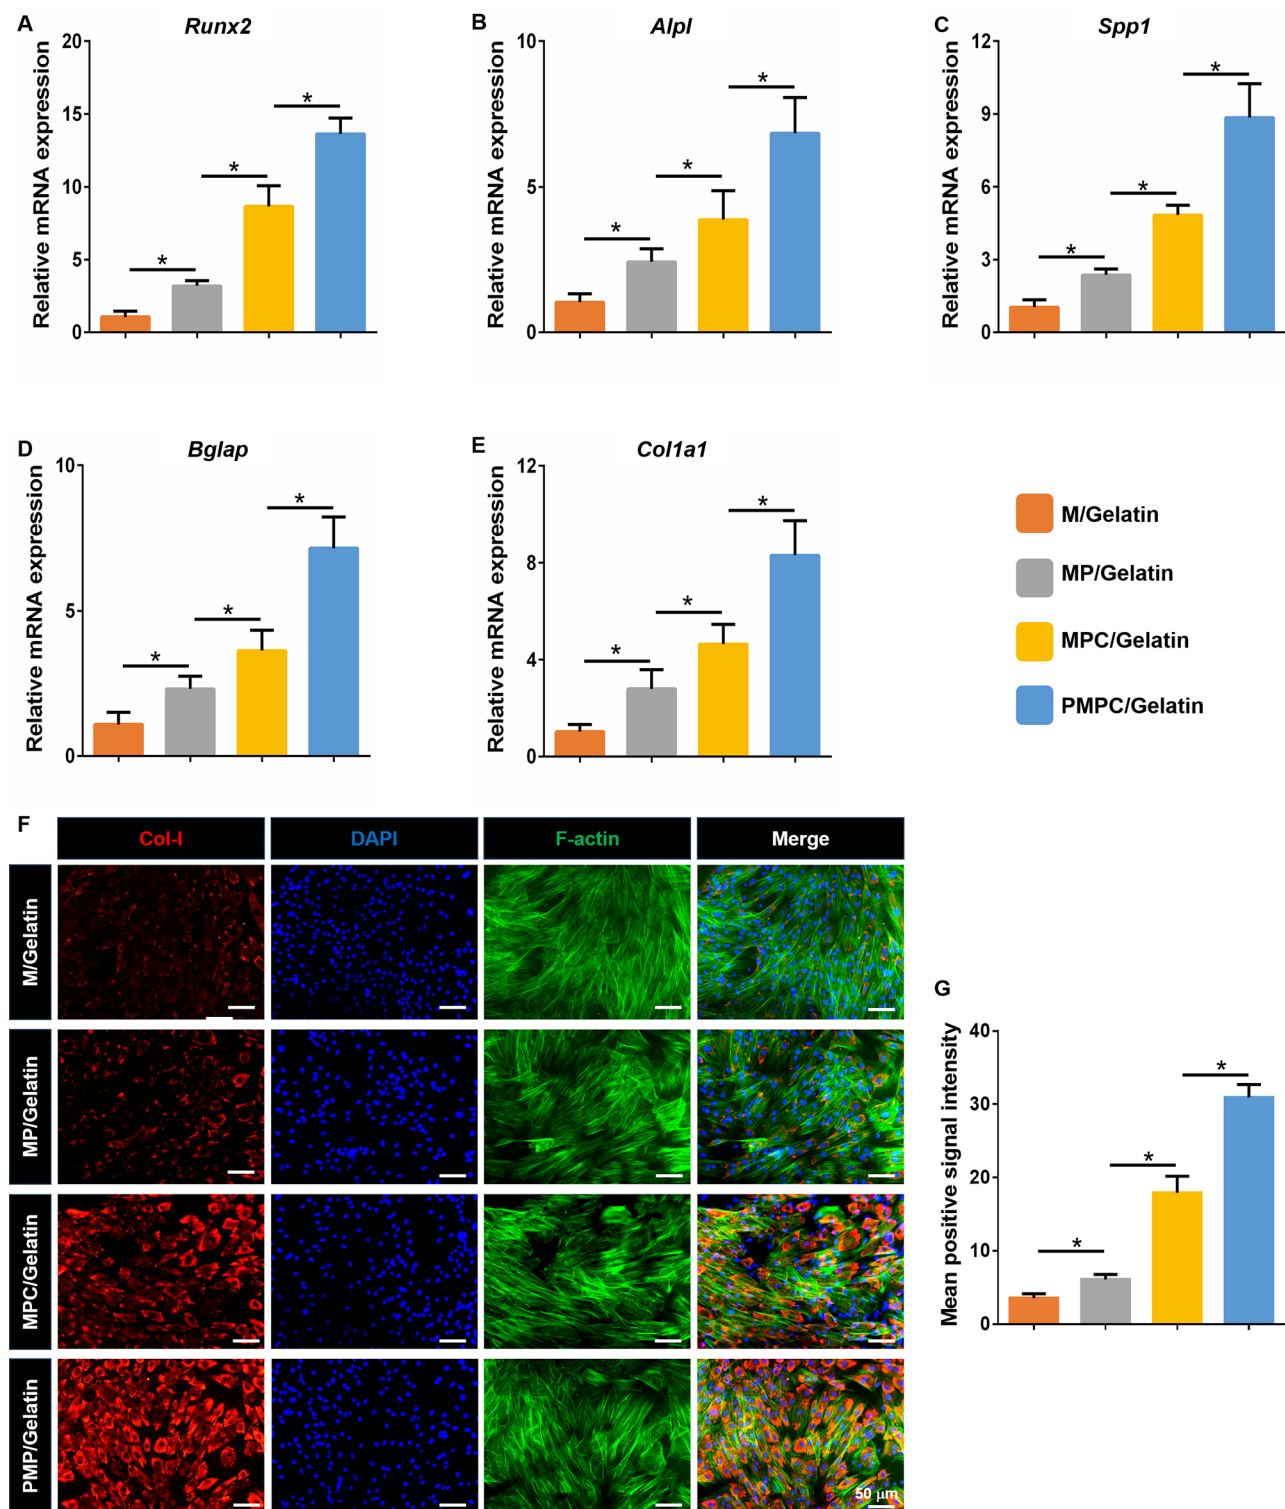 A
Runx2
Relative mRNA expression
20
15
10
5
0
*
*
*
B
Alpl
Relative mRNA expression
10
5
0
*
*
*
C
Spp1
Relative mRNA expression
12
9
6
3
0
*
*
*
D
Bglap
Relative mRNA expression
10
5
0
*
*
*
E
Col1a1
Relative mRNA expression
12
8
4
0
*
*
*
M/Gelatin
MP/Gelatin
MPC/Gelatin
PMPC/Gelatin
F
Col-I
DAPI
F-actin
Merge
M/Gelatin
MP/Gelatin
MPC/Gelatin
PMP/Gelatin
50 μm
G
Mean positive signal intensity
40
30
20
10
0
*
*
*